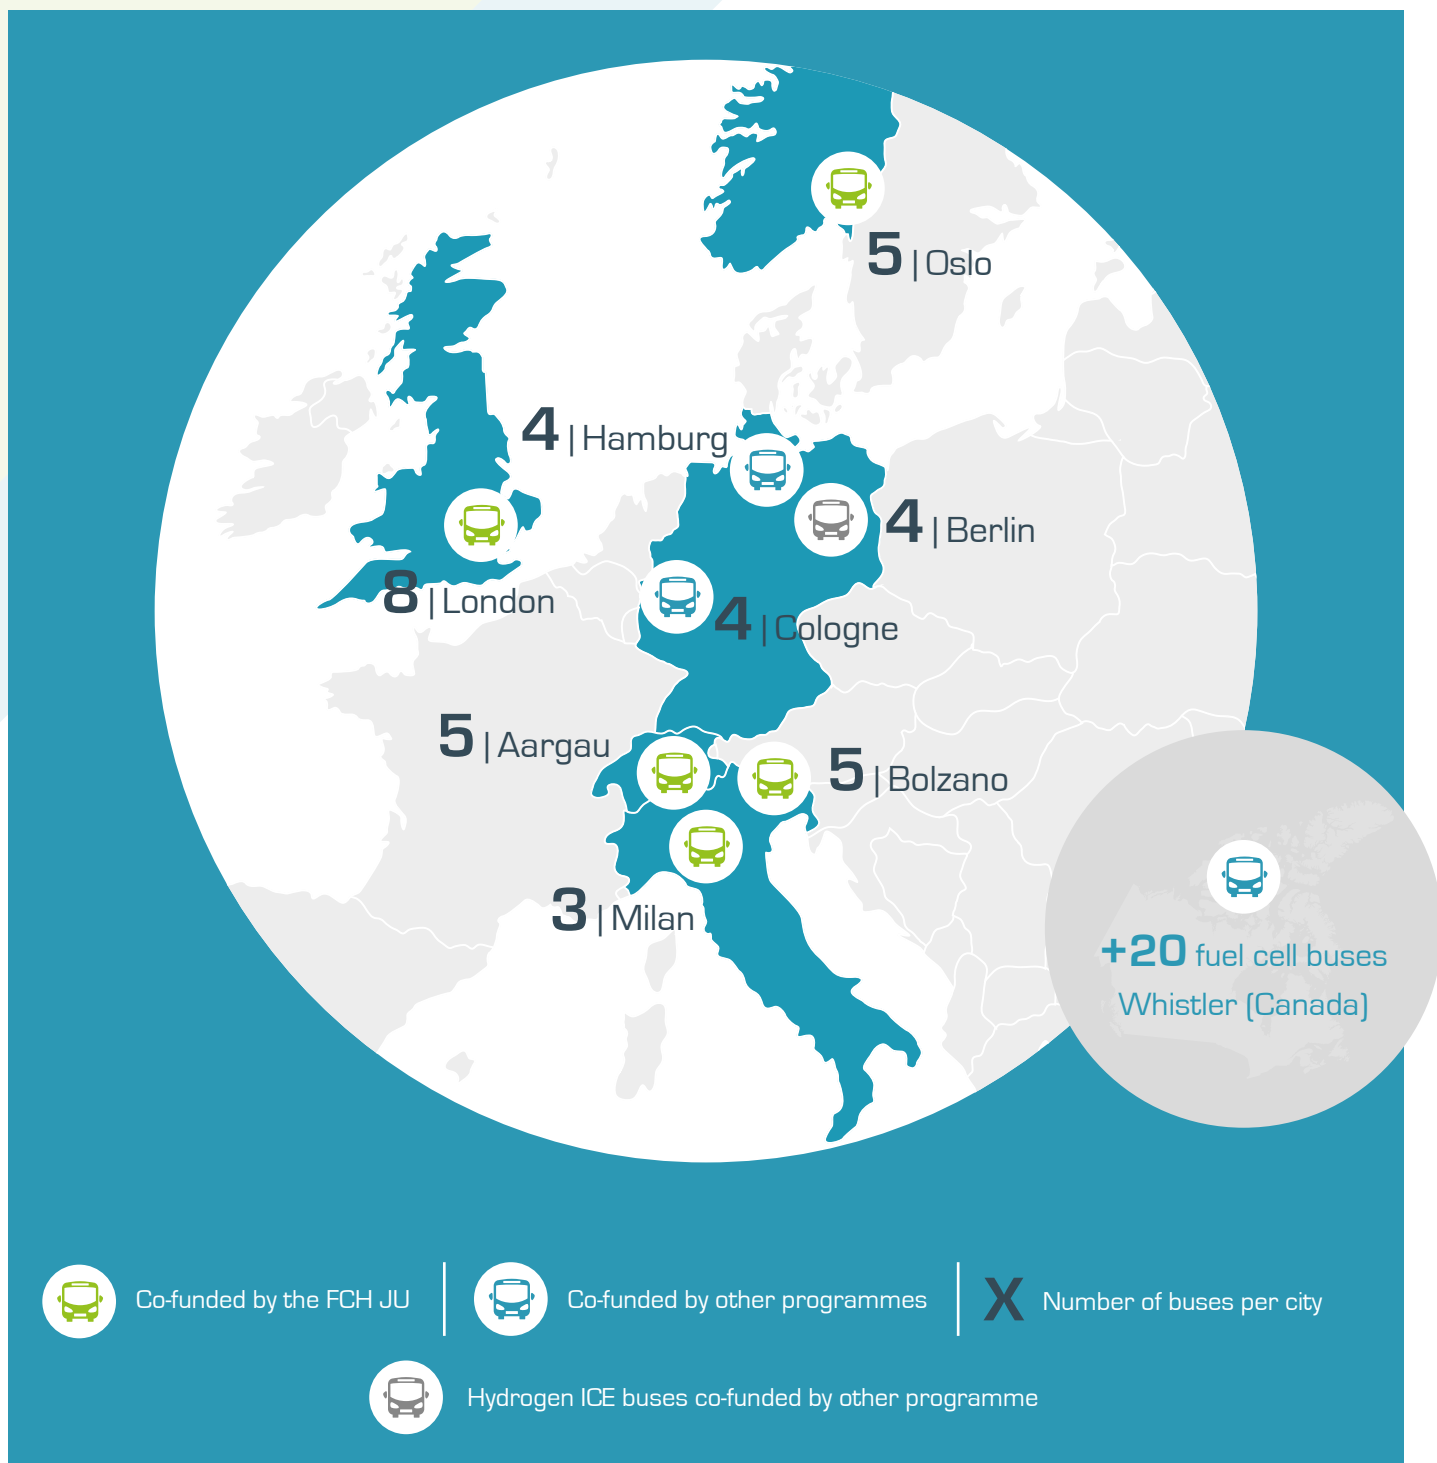 5 | Oslo
4 | Hamburg
4 | Berlin
8 | London
4 | Cologne
5 | Aargau
5 | Bolzano
3 | Milan
+20 fuel cell buses
Whistler (Canada)
Co-funded by the FCH JU
Co-funded by other programmes
X Number of buses per city
Hydrogen ICE buses co-funded by other programme